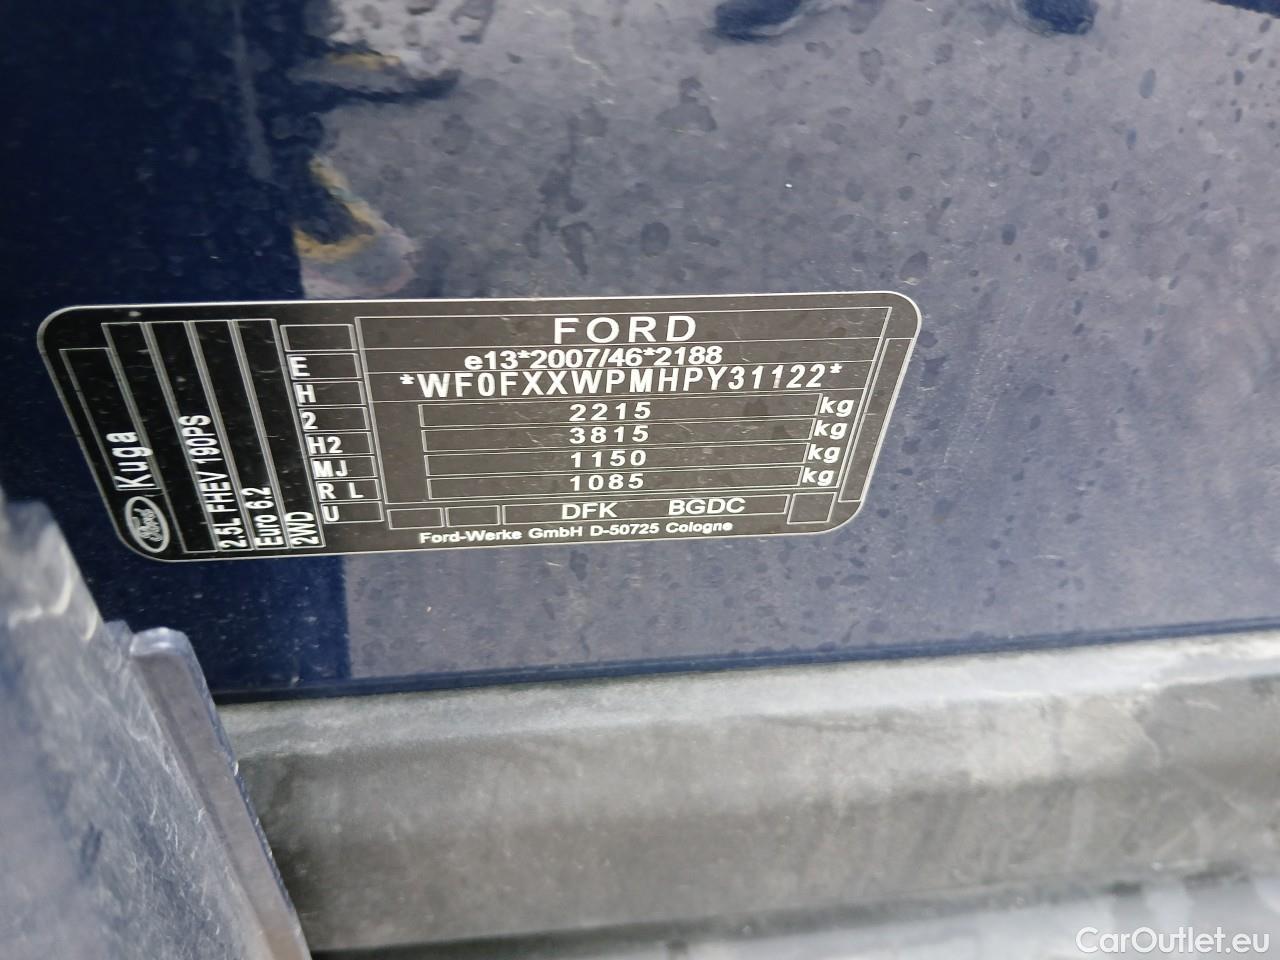 FORD
e13*2007/46*2188
*WF0FXXWPMHPY31122*
2215 kg
3815 kg
1150 kg
1085 kg
DFK BGDC
Ford-Werke GmbH D-50725 Cologne
E
H
2
H2
MJ
R L
U
Ford Kuga
2.5L FHEV 190PS
Euro 6.2
2WD
CarOutlet.eu